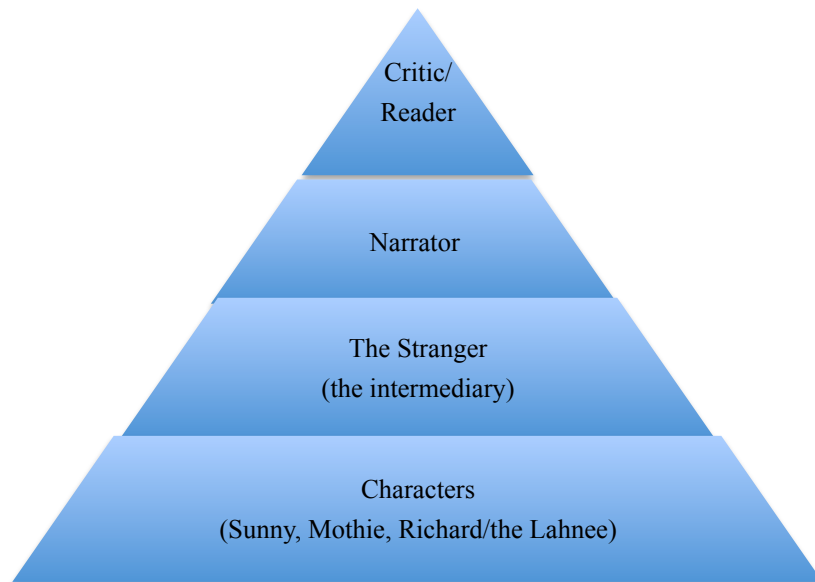 Critic/
Reader
Narrator
The Stranger
(the intermediary)
Characters
(Sunny, Mothie, Richard/the Lahnee)